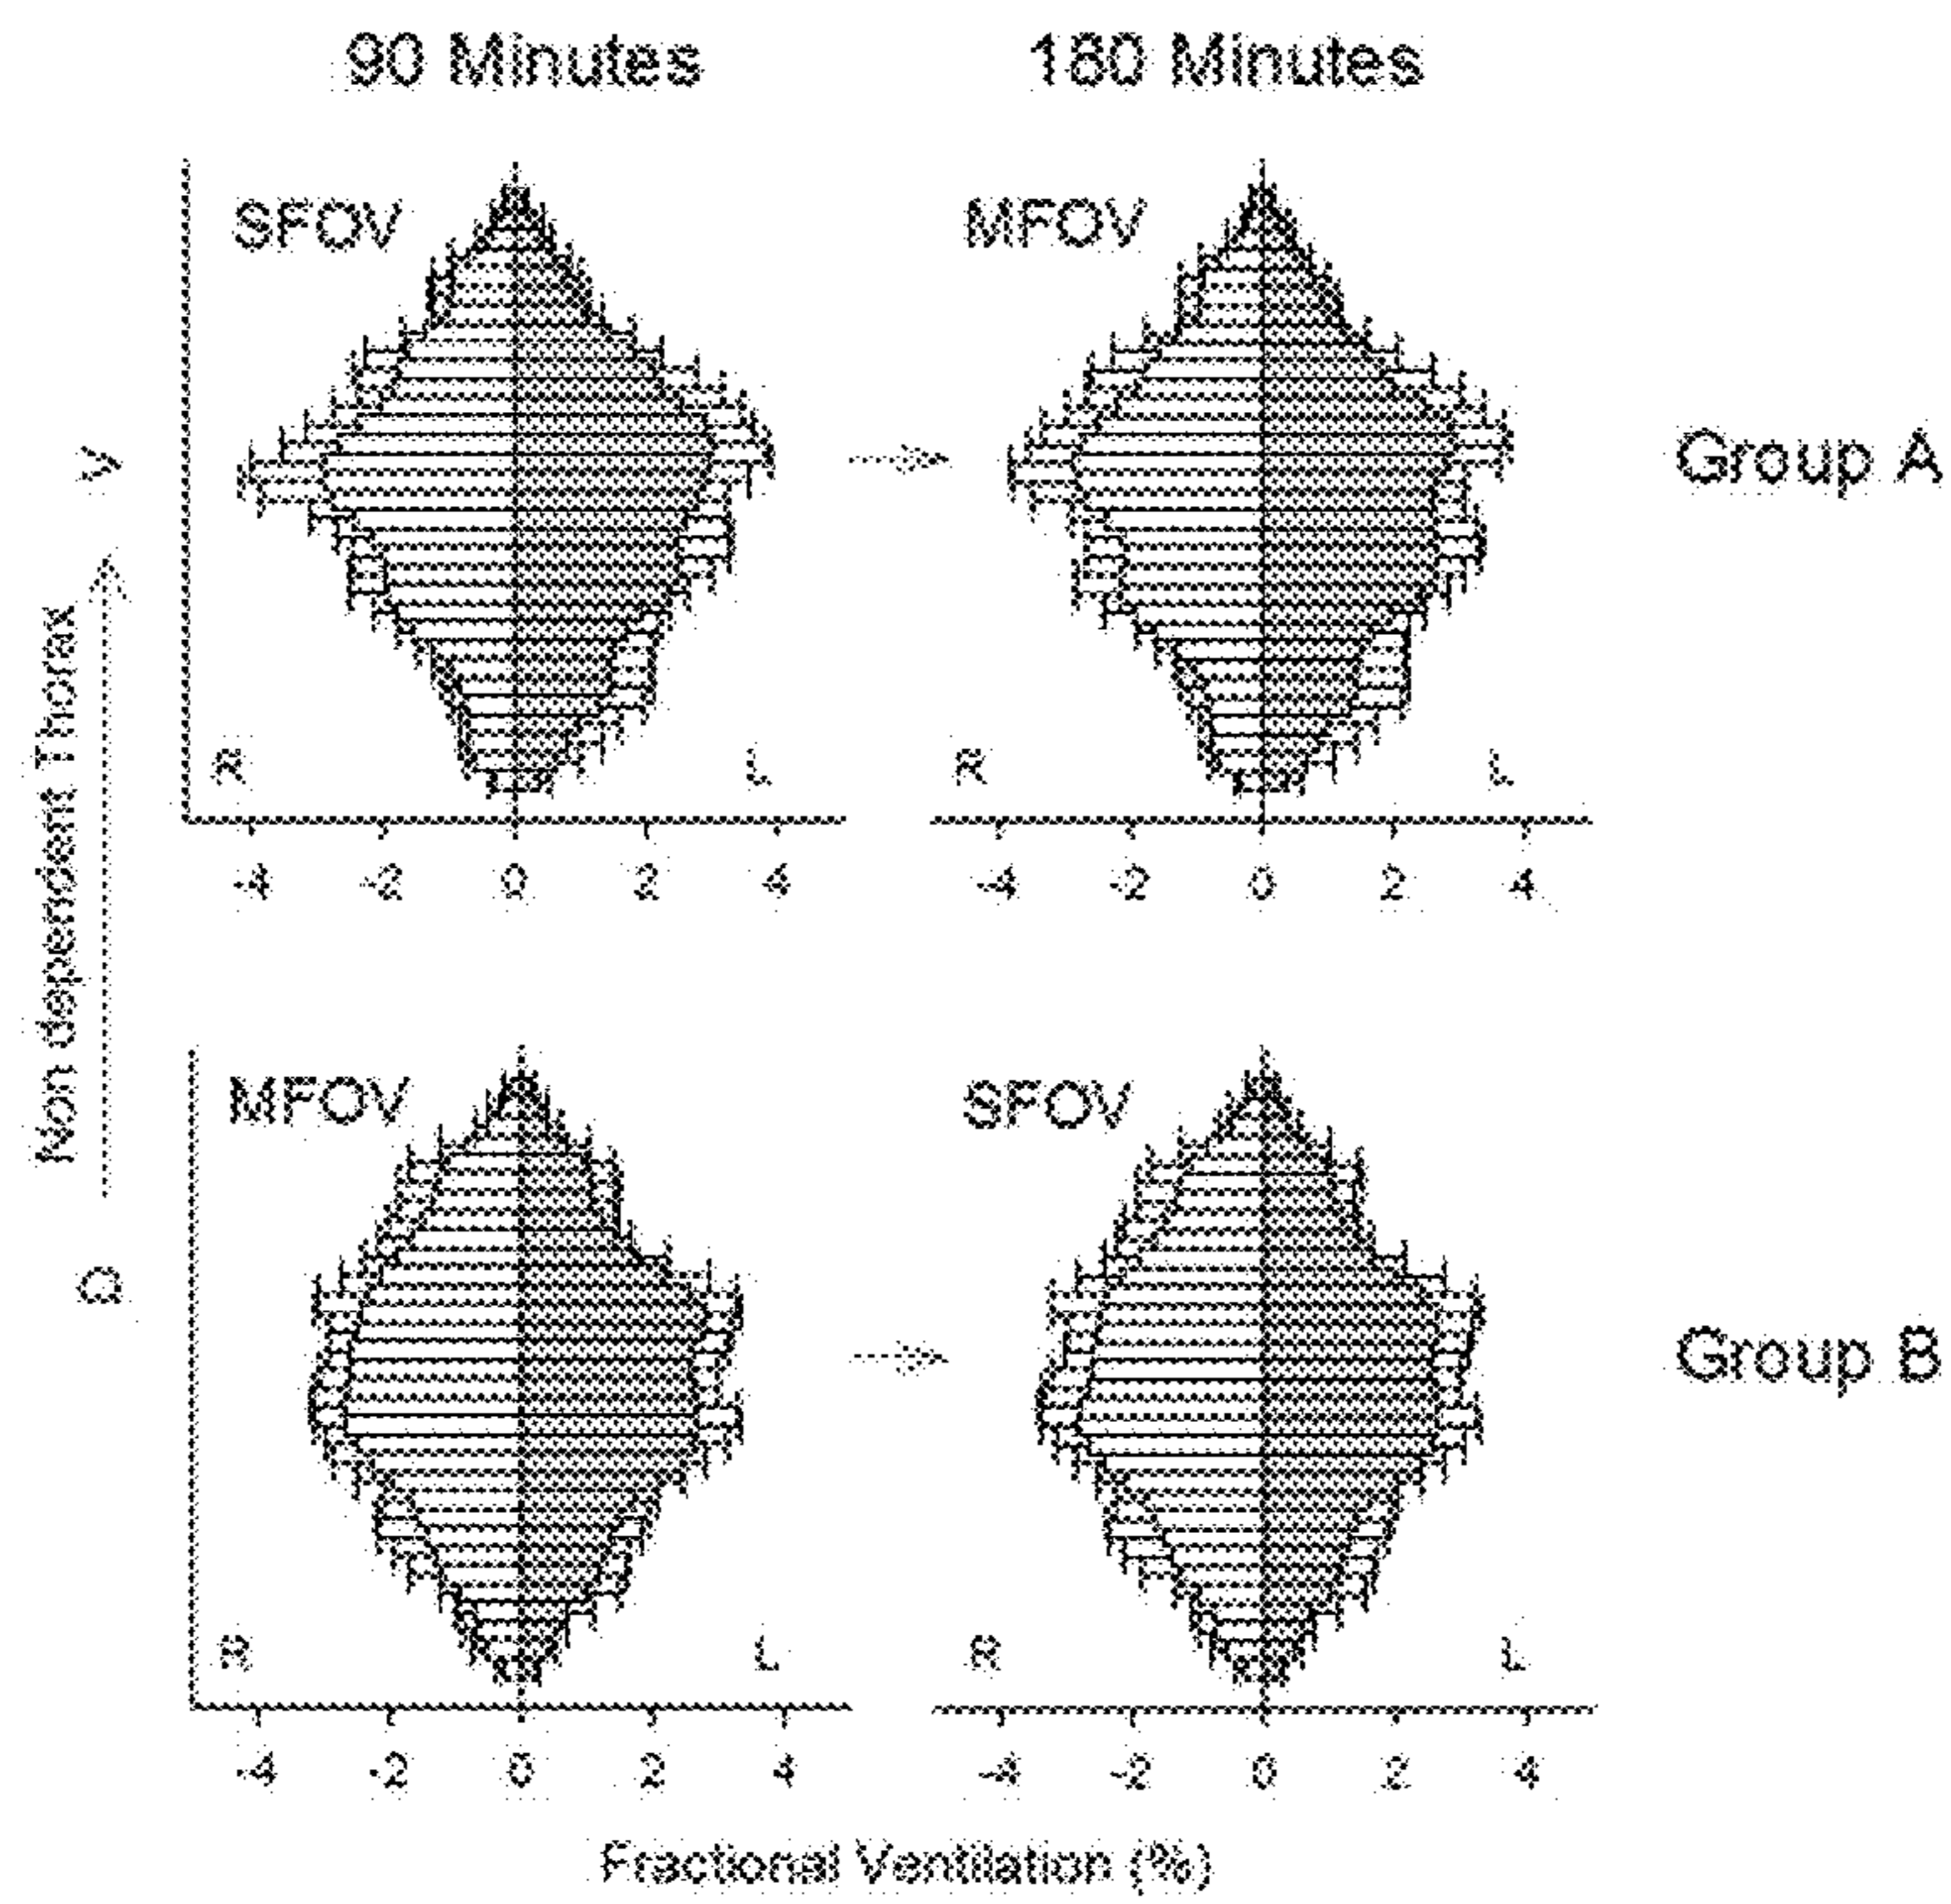 90 Minutes 180 Minutes
SFOV MFOV
V
Group A
R L R L
-4 -2 0 2 4 -4 -2 0 2 4
Non dependent Thorax
MFOV SFOV
D
Group B
R L R L
-4 -2 0 2 4 -4 -2 0 2 4
Fractional Ventilation (%)